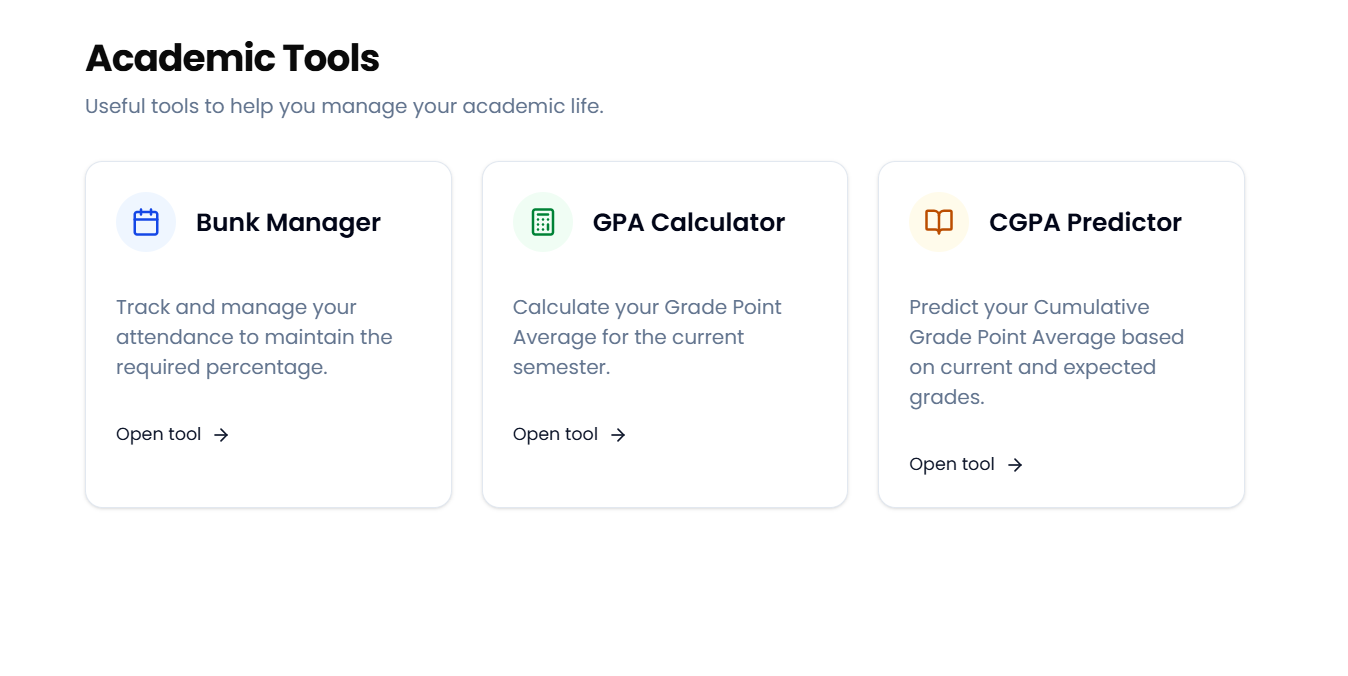 Academic Tools
Useful tools to help you manage your academic life.
Bunk Manager
Track and manage your
attendance to maintain the
required percentage.
Open tool
GPA Calculator
Calculate your Grade Point
Average for the current
semester.
Open tool
CGPA Predictor
Predict your Cumulative
Grade Point Average based
on current and expected
grades.
Open tool